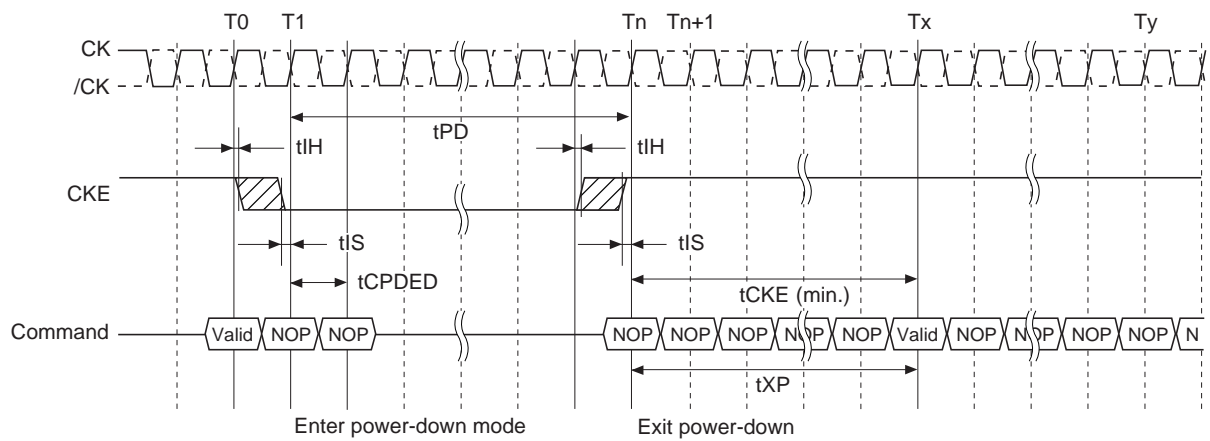 T0 T1 Tn Tn+1 Tx Ty
CK
/CK
tPD
tIH tIH
CKE
tIS tIS
tCPDED
tCKE (min.)
Command Valid NOP NOP NOP NOP NOP NOP NOP Valid NOP NOP NOP NOP N
tXP
Enter power-down mode Exit power-down